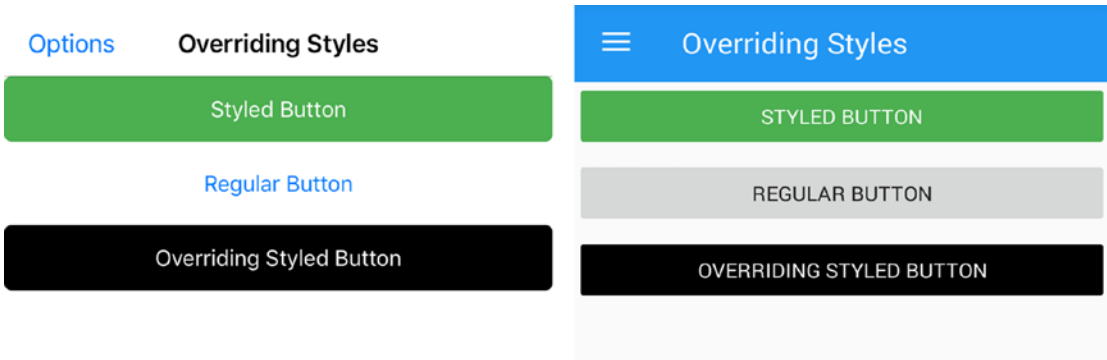 Options Overriding Styles
Styled Button
Regular Button
Overriding Styled Button
Overriding Styles
STYLED BUTTON
REGULAR BUTTON
OVERRIDING STYLED BUTTON